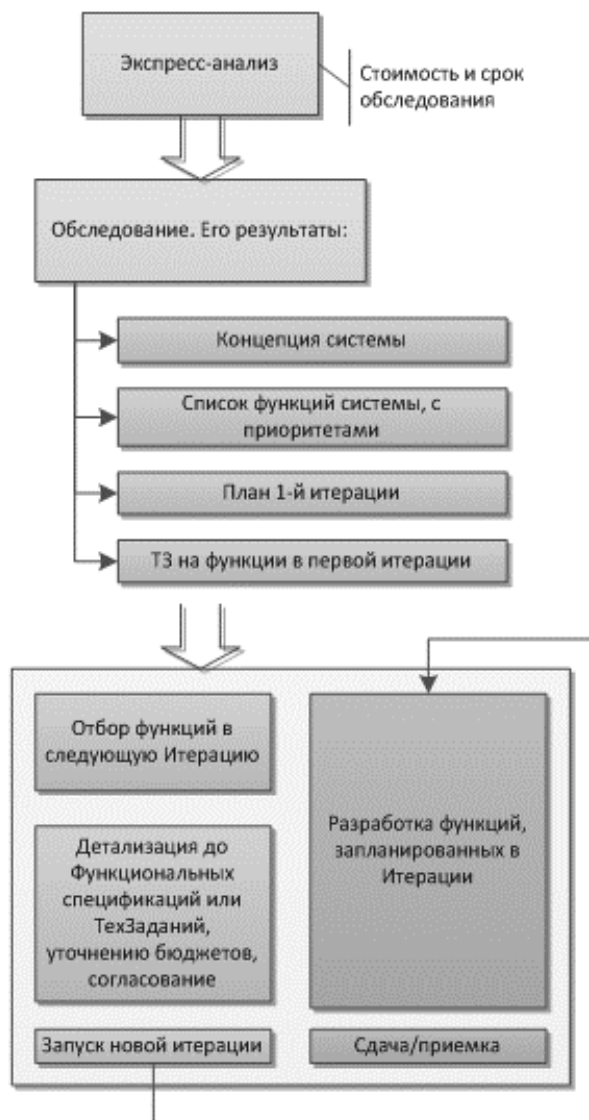 Экспресс-анализ
Стоимость и срок
обследования
Обследование. Его результаты:
Концепция системы
Список функций системы, с
приоритетами
План 1-й итерации
ТЗ на функции в первой итерации
Отбор функций в
следующую Итерацию
Детализация до
Функциональных
спецификаций или
ТехЗаданий,
уточнению бюджетов,
согласование
Запуск новой итерации
Разработка функций,
запланированных в
Итерации
Сдача/приемка